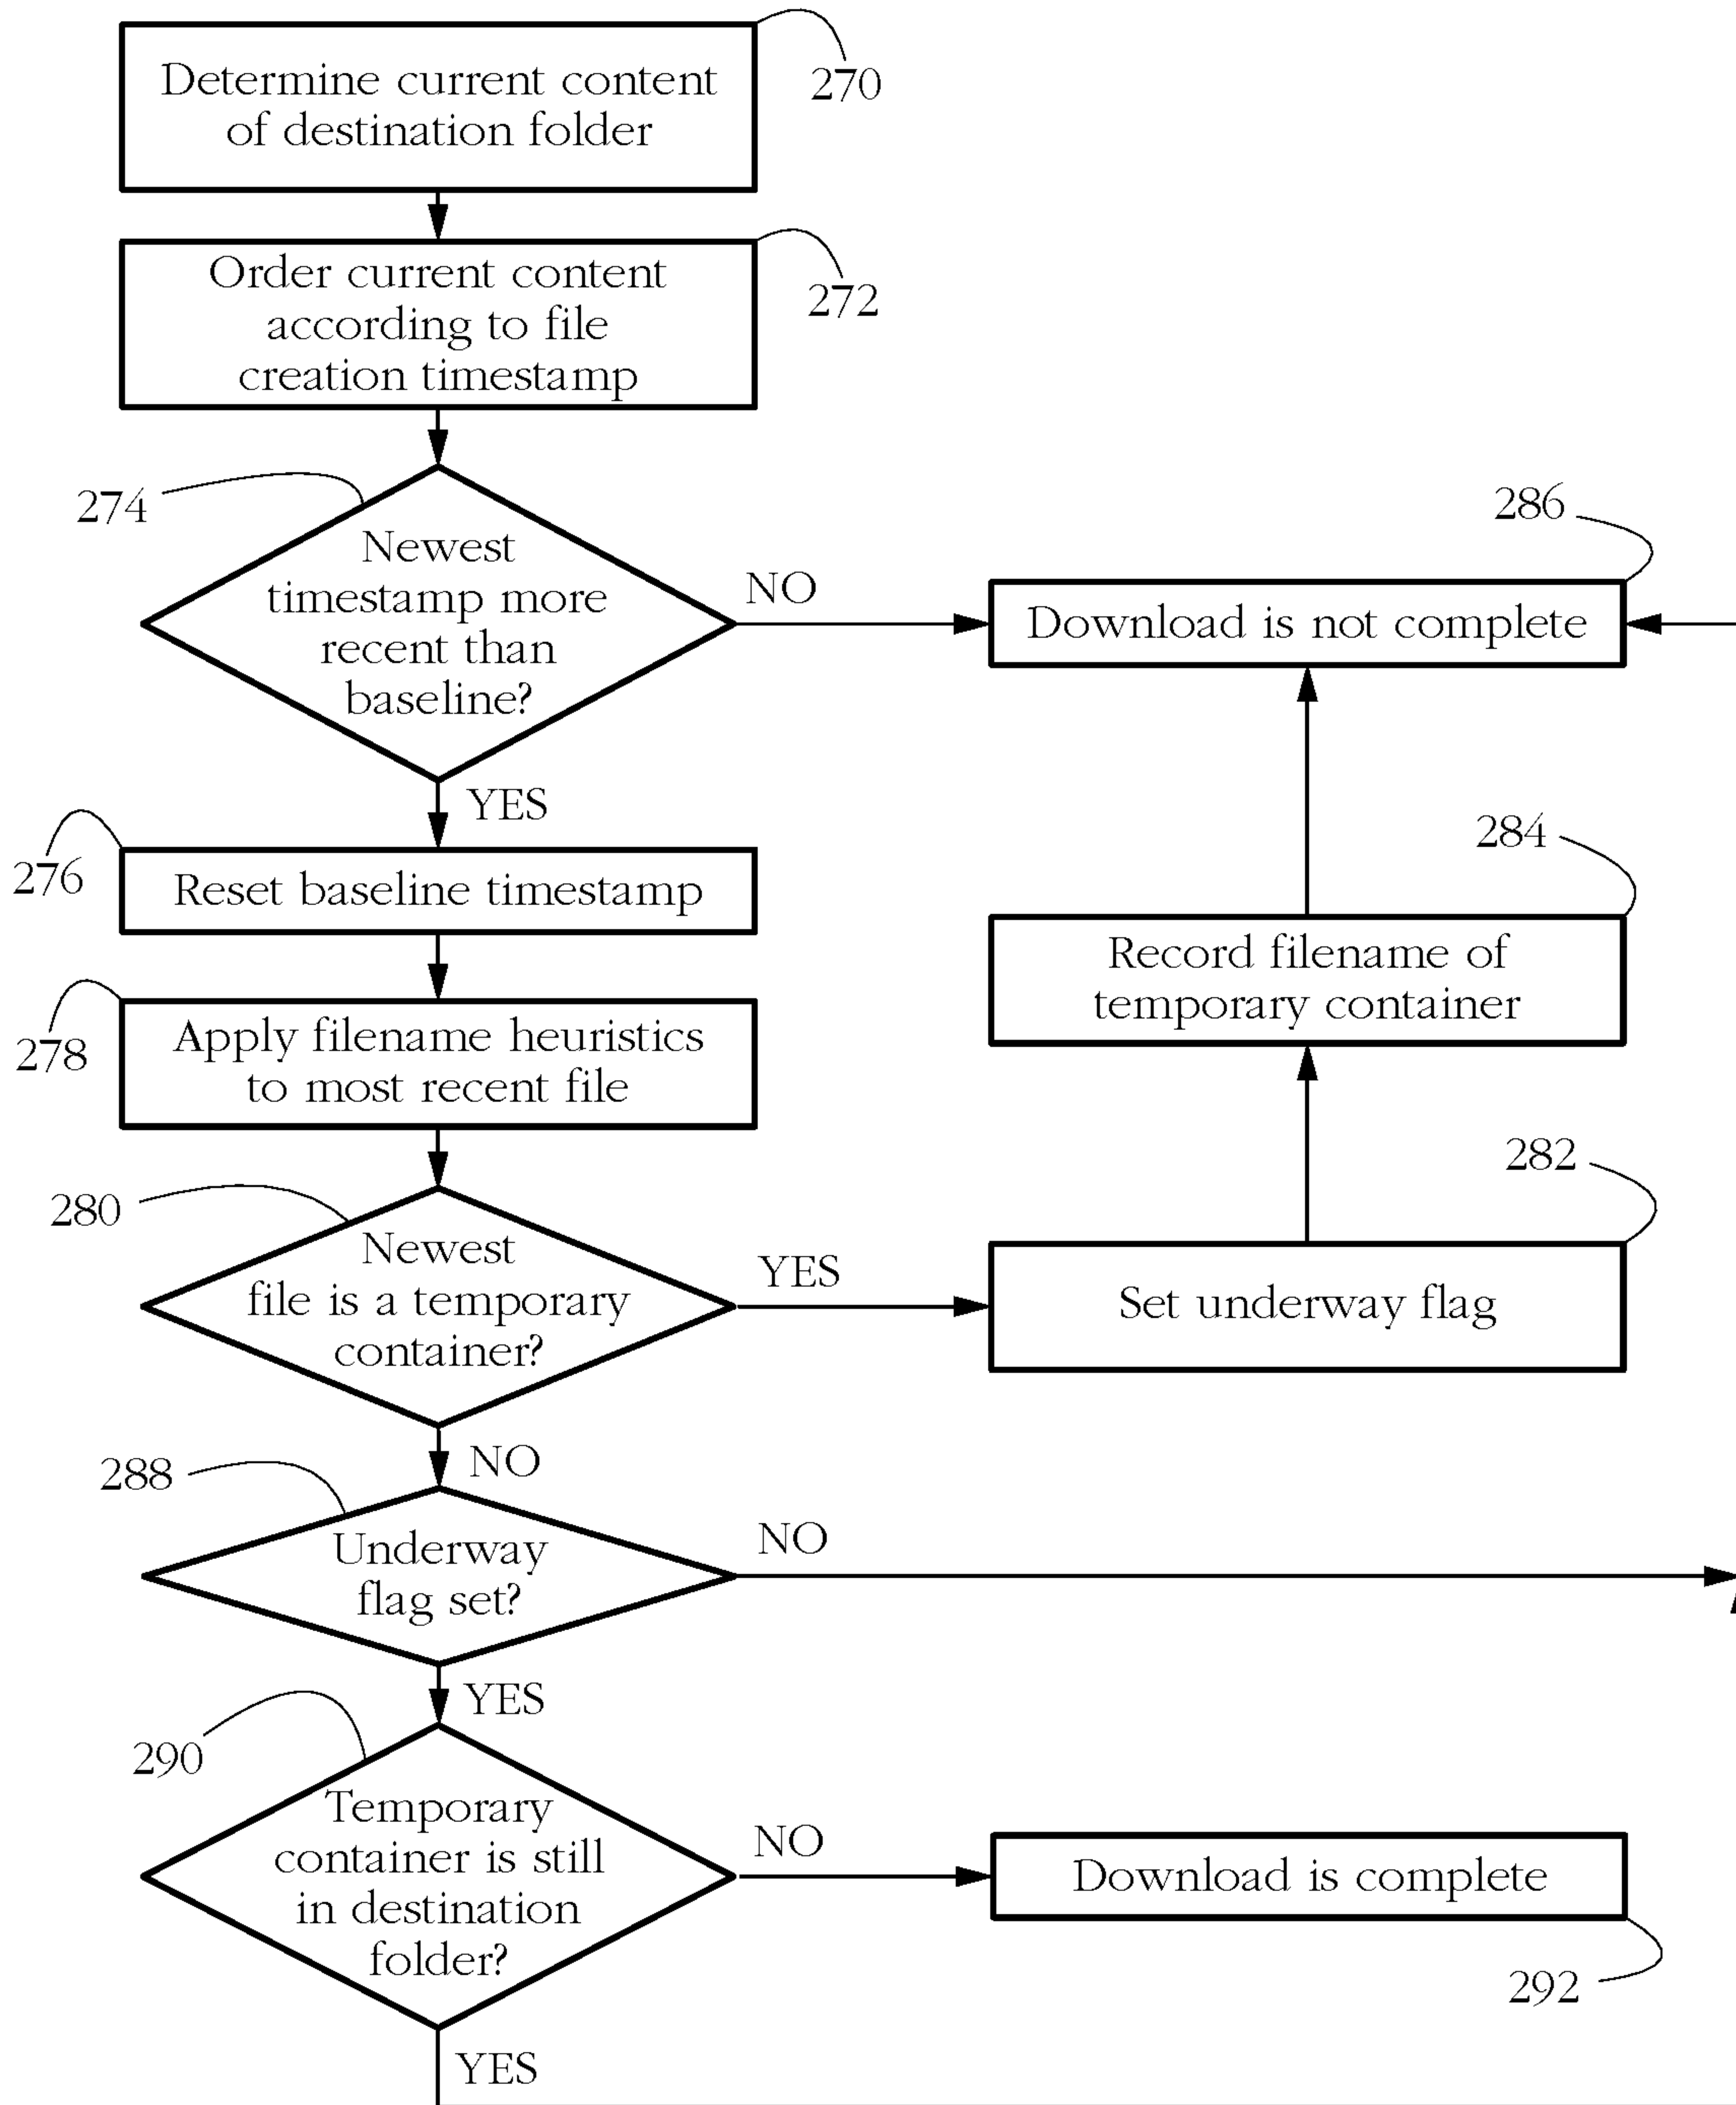 Determine current content
of destination folder
270
Order current content
according to file
creation timestamp
272
274
Newest
timestamp more
recent than
baseline?
NO
286
Download is not complete
YES
276
Reset baseline timestamp
284
Record filename of
temporary container
278
Apply filename heuristics
to most recent file
280
Newest
file is a temporary
container?
YES
282
Set underway flag
NO
288
Underway
flag set?
NO
YES
290
Temporary
container is still
in destination
folder?
NO
Download is complete
292
YES